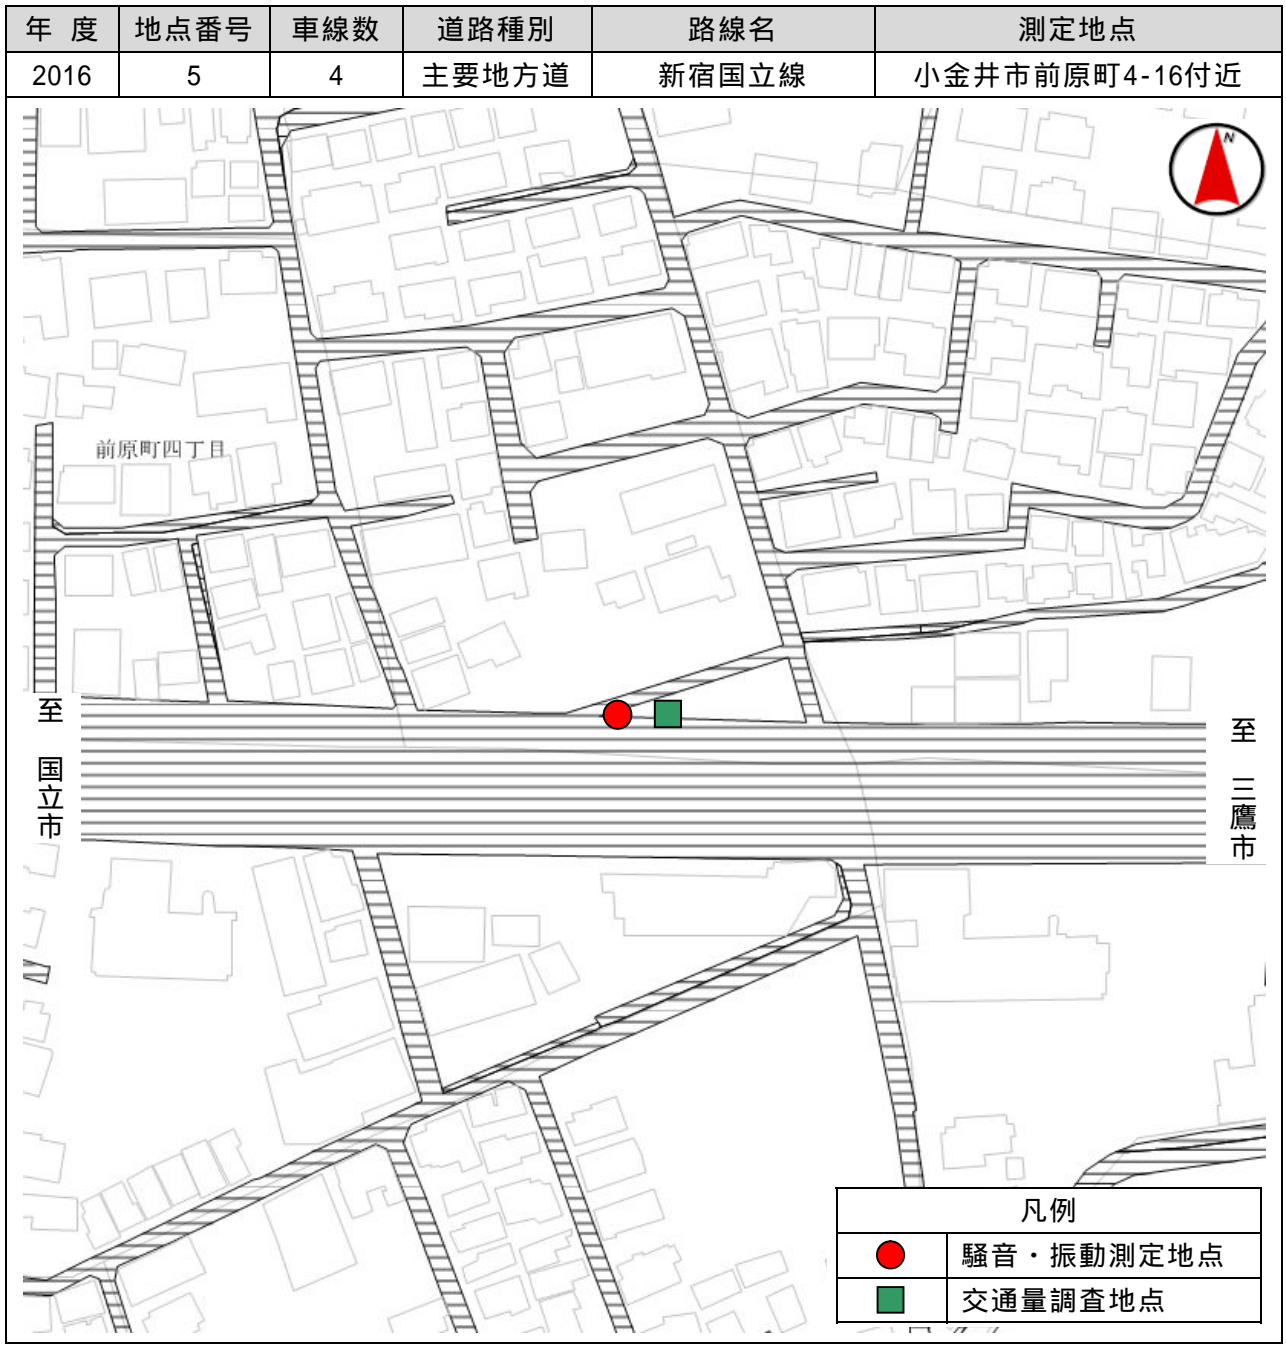 年 度 地点番号 車線数 道路種別 路線名 測定地点
2016 5 4 主要地方道 新宿国立線 小金井市前原町4-16付近
N
前原町四丁目
至 国立市
至 三鷹市
凡例
騒音・振動測定地点
交通量調査地点